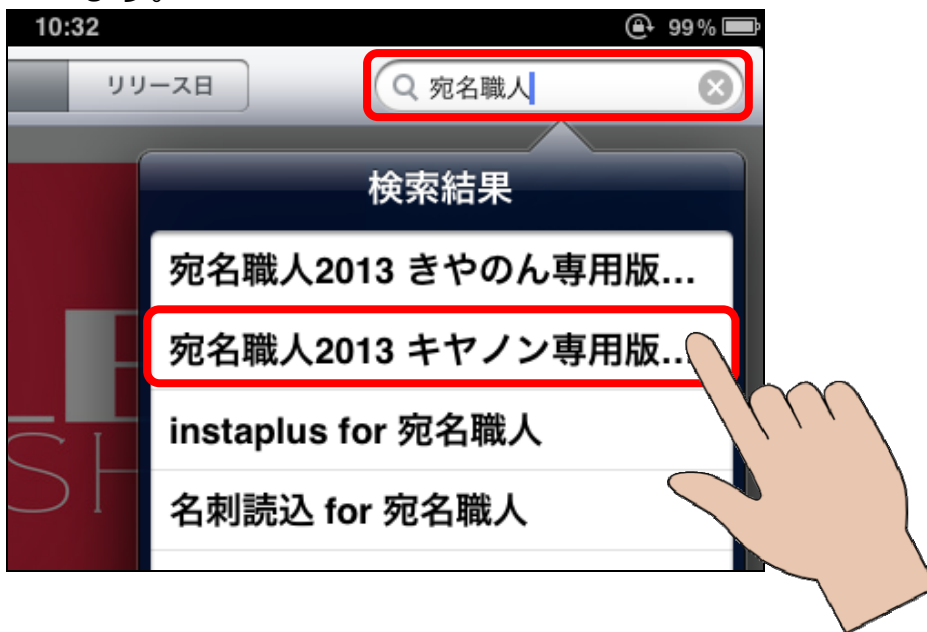 10:32 99%
リリース日 宛名職人
検索結果
宛名職人2013 きやのん専用版...
宛名職人2013 キヤノン専用版...
instaplus for 宛名職人
名刺読込 for 宛名職人